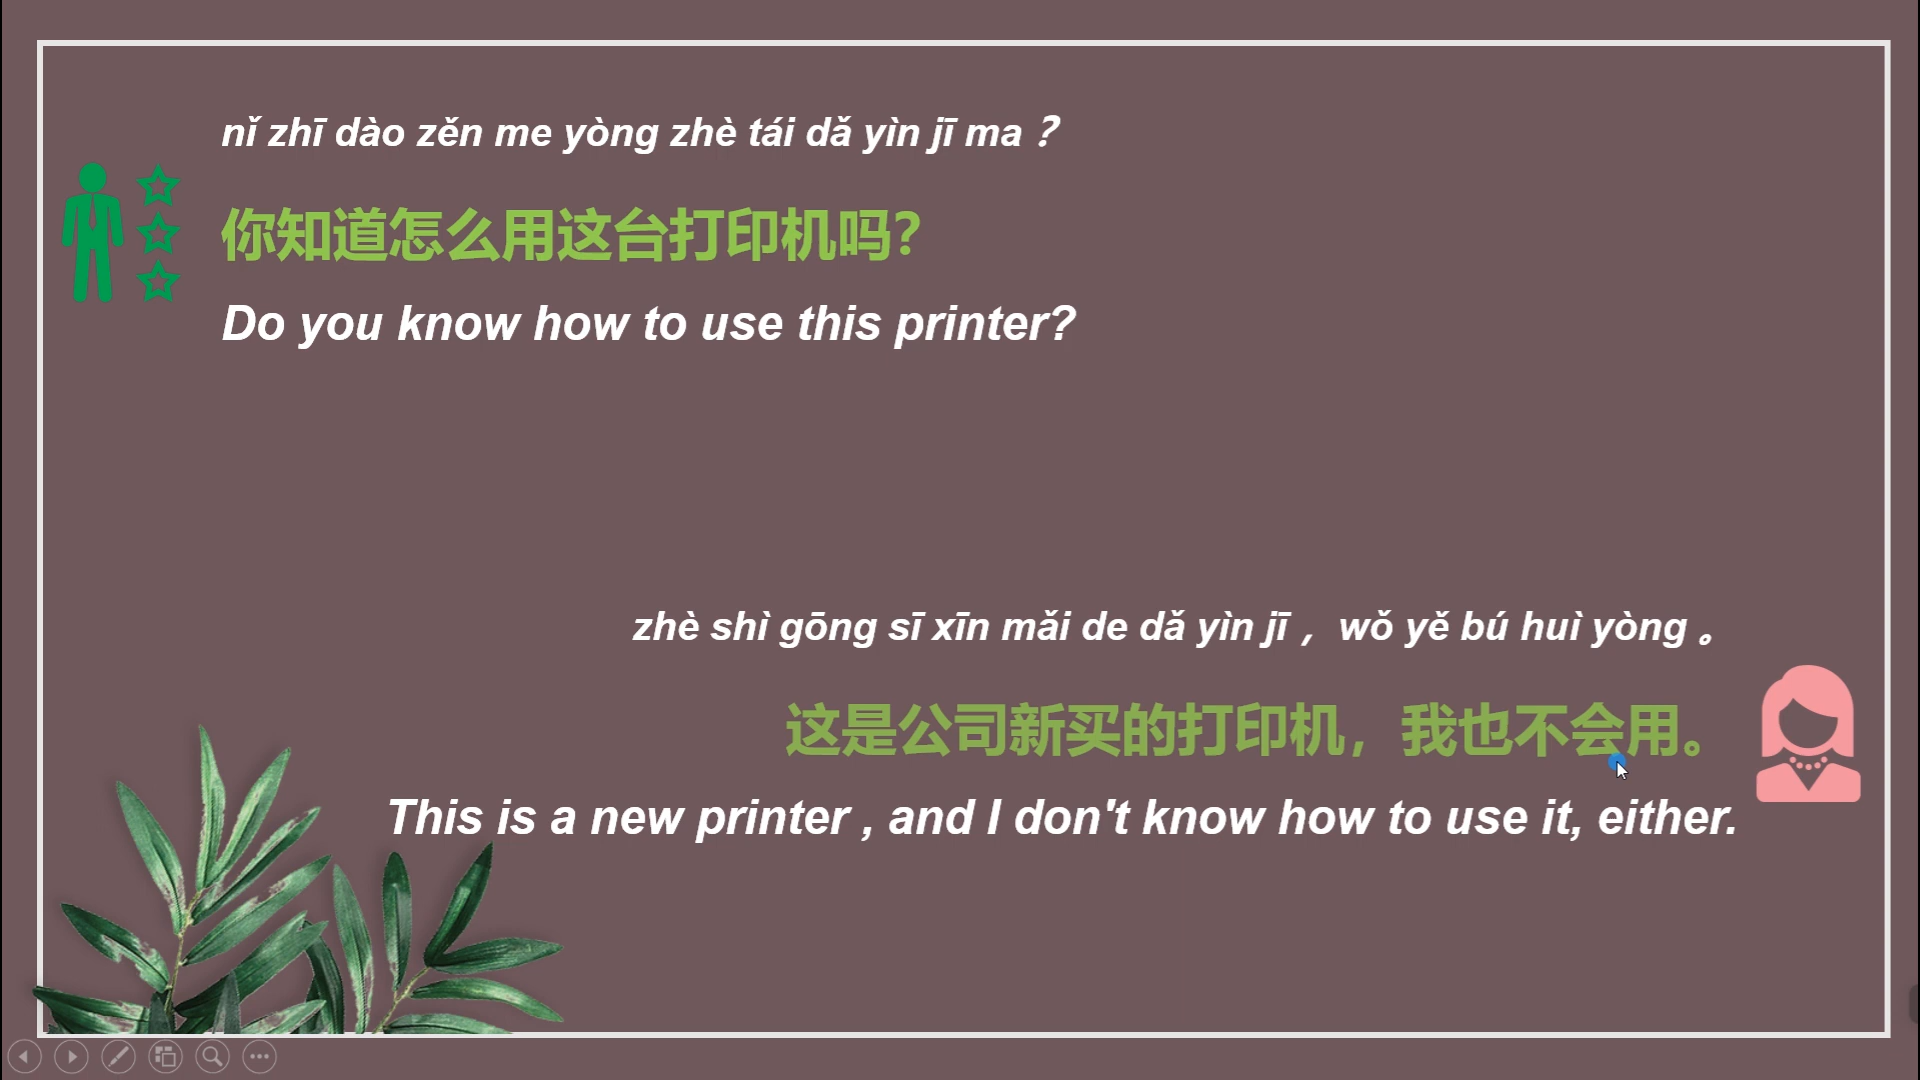 nǐ zhī dào zěn me yòng zhè tái dǎ yìn jī ma？
你知道怎么用这台打印机吗?
Do you know how to use this printer?
zhè shì gōng sī xīn mǎi de dǎ yìn jī ，wǒ yě bú huì yòng 。
这是公司新买的打印机，我也不会用。
This is a new printer , and I don't know how to use it, either.